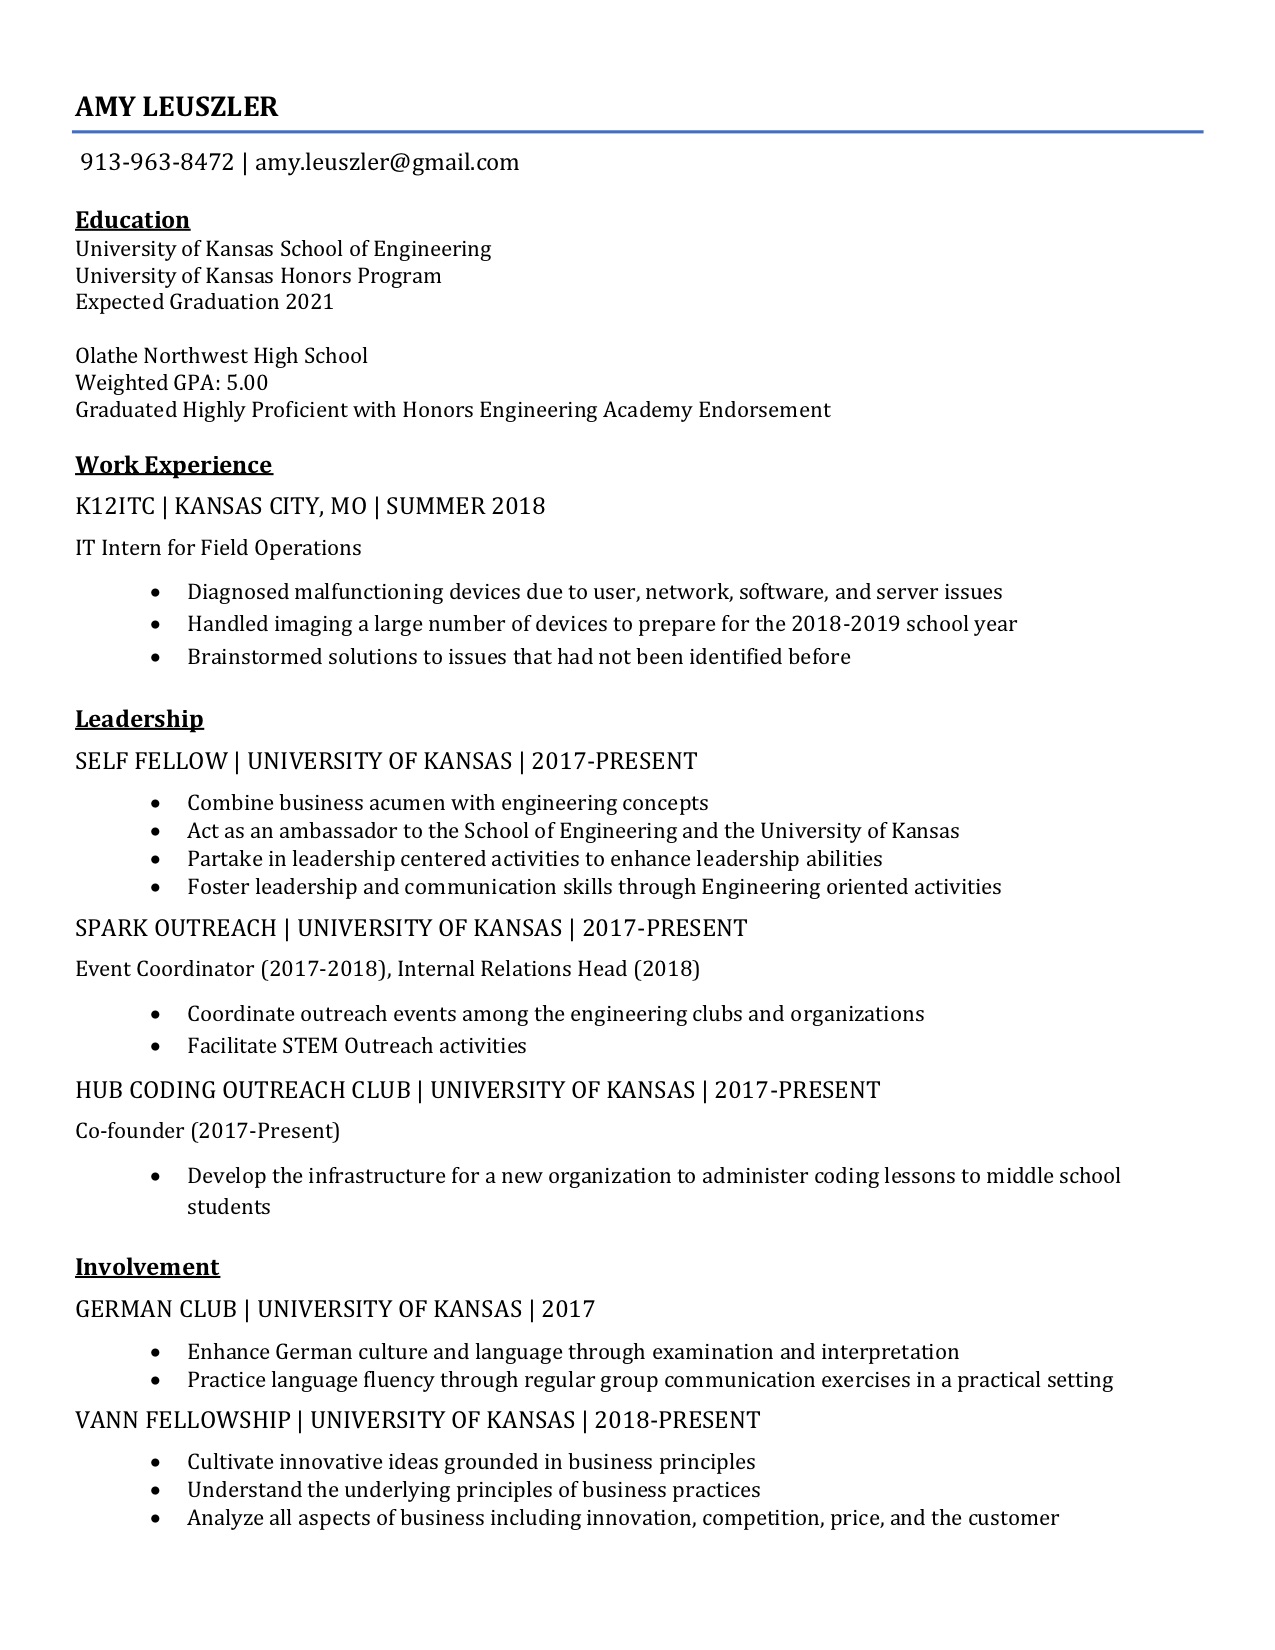 AMY LEUSZLER
913-963-8472 | amy.leuszler@gmail.com
Education
University of Kansas School of Engineering
University of Kansas Honors Program
Expected Graduation 2021
Olathe Northwest High School
Weighted GPA: 5.00
Graduated Highly Proficient with Honors Engineering Academy Endorsement
Work Experience
K12ITC | KANSAS CITY, MO | SUMMER 2018
IT Intern for Field Operations
• Diagnosed malfunctioning devices due to user, network, software, and server issues
• Handled imaging a large number of devices to prepare for the 2018-2019 school year
• Brainstormed solutions to issues that had not been identified before
Leadership
SELF FELLOW | UNIVERSITY OF KANSAS | 2017-PRESENT
• Combine business acumen with engineering concepts
• Act as an ambassador to the School of Engineering and the University of Kansas
• Partake in leadership centered activities to enhance leadership abilities
• Foster leadership and communication skills through Engineering oriented activities
SPARK OUTREACH | UNIVERSITY OF KANSAS | 2017-PRESENT
Event Coordinator (2017-2018), Internal Relations Head (2018)
• Coordinate outreach events among the engineering clubs and organizations
• Facilitate STEM Outreach activities
HUB CODING OUTREACH CLUB | UNIVERSITY OF KANSAS | 2017-PRESENT
Co-founder (2017-Present)
• Develop the infrastructure for a new organization to administer coding lessons to middle school
students
Involvement
GERMAN CLUB | UNIVERSITY OF KANSAS | 2017
• Enhance German culture and language through examination and interpretation
• Practice language fluency through regular group communication exercises in a practical setting
VANN FELLOWSHIP | UNIVERSITY OF KANSAS | 2018-PRESENT
• Cultivate innovative ideas grounded in business principles
• Understand the underlying principles of business practices
• Analyze all aspects of business including innovation, competition, price, and the customer